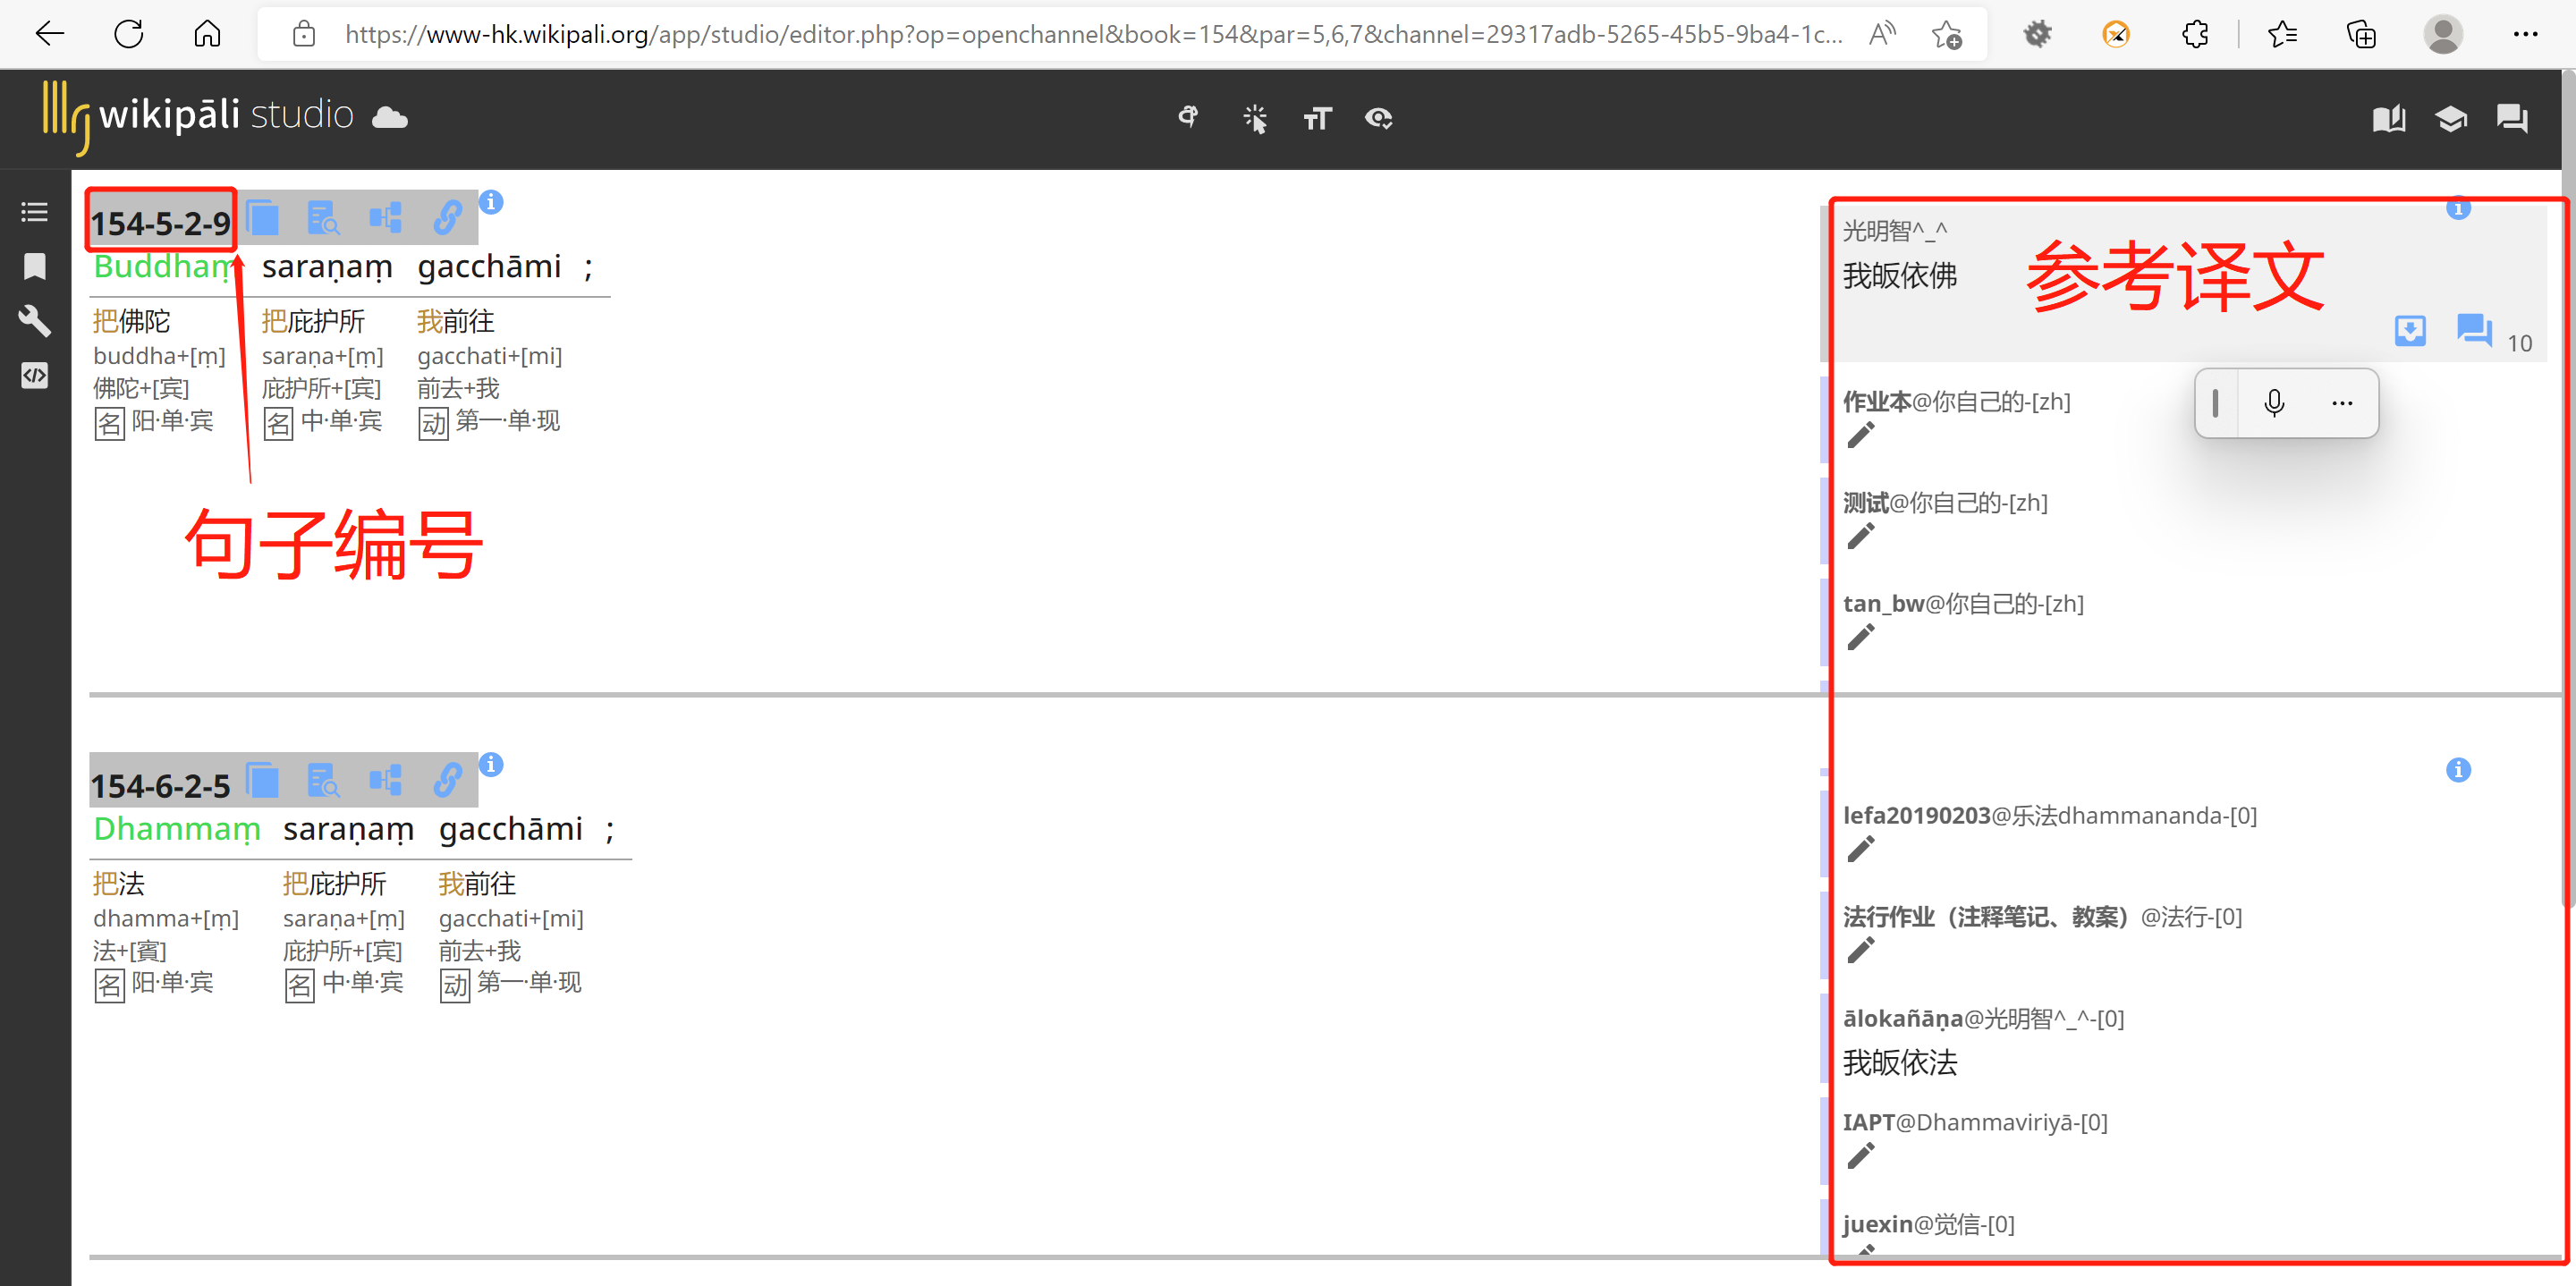 https://www-hk.wikipali.org/app/studio/editor.php?op=openchannel&book=154&par=5,6,7&channel=29317adb-5265-45b5-9ba4-1c...
wikipāli studio
154-5-2-9
Buddhaṃ saraṇaṃ gacchāmi ;
把佛陀 把庇护所 我前往
buddha+[ṃ] saraṇa+[ṃ] gacchati+[mi]
佛陀+[宾] 庇护所+[宾] 前去+我
名 阳·单·宾 名 中·单·宾 动 第一·单·现
句子编号
光明智^_^
我皈依佛
参考译文
10
作业本@你自己的-[zh]
测试@你自己的-[zh]
tan_bw@你自己的-[zh]
154-6-2-5
Dhammaṃ saraṇaṃ gacchāmi ;
把法 把庇护所 我前往
dhamma+[ṃ] saraṇa+[ṃ] gacchati+[mi]
法+[賓] 庇护所+[宾] 前去+我
名 阳·单·宾 名 中·单·宾 动 第一·单·现
lefa20190203@乐法dhammananda-[0]
法行作业（注释笔记、教案）@法行-[0]
ālokañāṇa@光明智^_^-[0]
我皈依法
IAPT@Dhammaviriyā-[0]
juexin@觉信-[0]